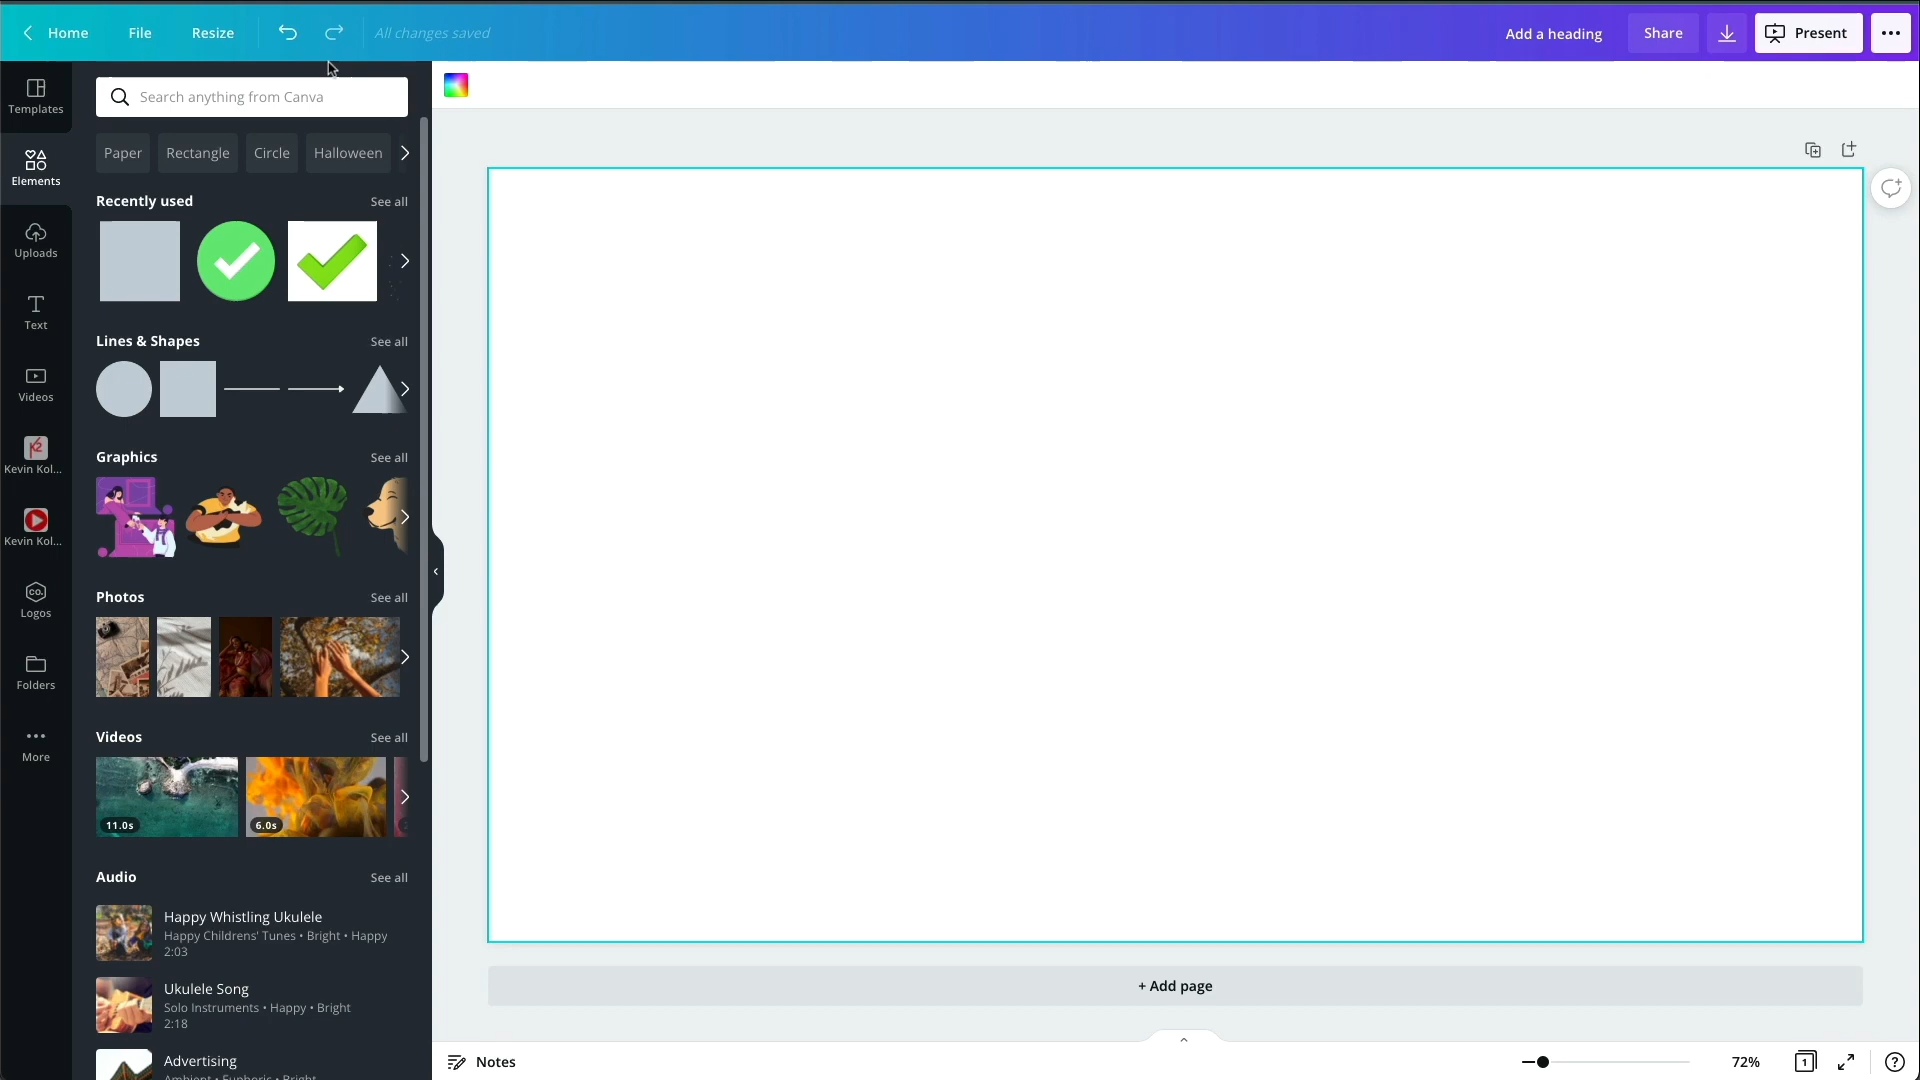 Home File Resize All changes saved Add a heading Share Present
Templates
Elements
Uploads
Text
Videos
Kevin Kol...
Kevin Kol...
Logos
Folders
More
Search anything from Canva
Paper Rectangle Circle Halloween
Recently used See all
Lines & Shapes See all
Graphics See all
Photos See all
Videos See all
11.0s 6.0s
Audio See all
Happy Whistling Ukulele
Happy Childrens' Tunes • Bright • Happy
2:03
Ukulele Song
Solo Instruments • Happy • Bright
2:18
Advertising
Ambient • Euphoric • Bright
+ Add page
Notes 72% 1